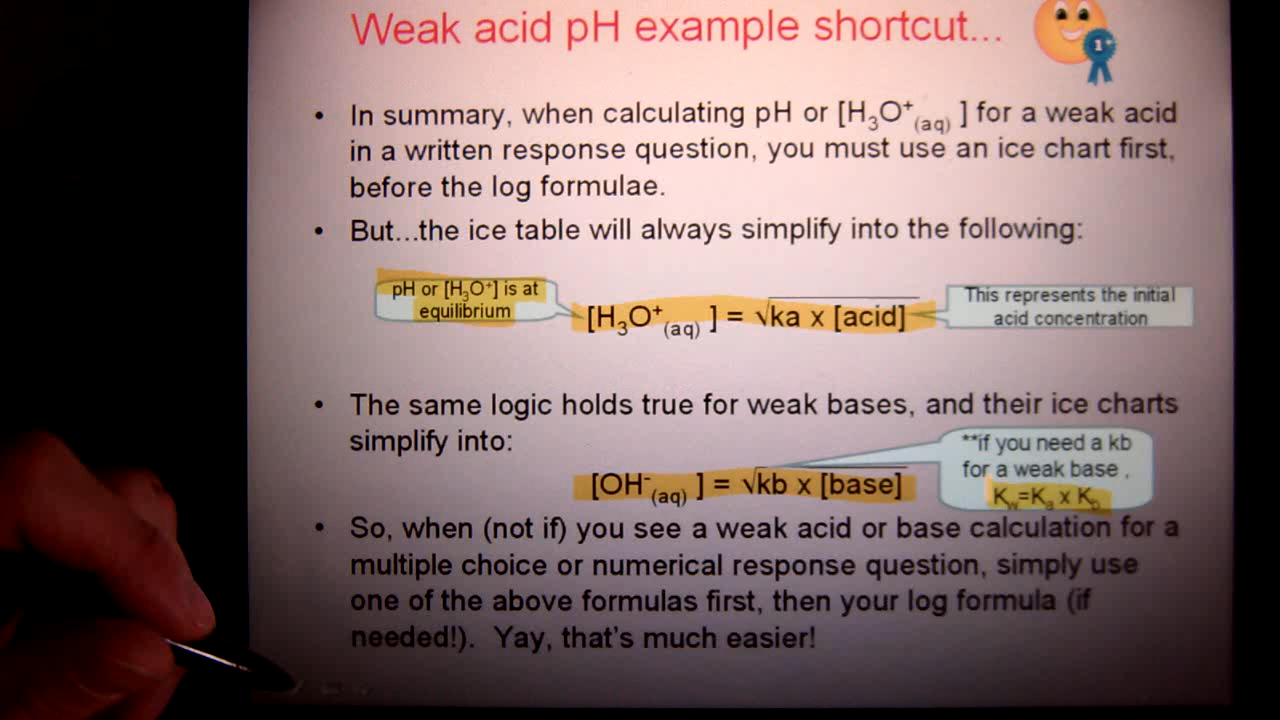 Weak acid pH example shortcut...
1*
• In summary, when calculating pH or [H₃O⁺(aq) ] for a weak acid
in a written response question, you must use an ice chart first,
before the log formulae.
• But...the ice table will always simplify into the following:
pH or [H₃O⁺] is at
equilibrium
[H₃O⁺(aq) ] = √ka x [acid]
This represents the initial
acid concentration
• The same logic holds true for weak bases, and their ice charts
simplify into:
**if you need a kb
for a weak base ,
Kw=Ka x Kb
[OH⁻(aq) ] = √kb x [base]
• So, when (not if) you see a weak acid or base calculation for a
multiple choice or numerical response question, simply use
one of the above formulas first, then your log formula (if
needed!). Yay, that's much easier!